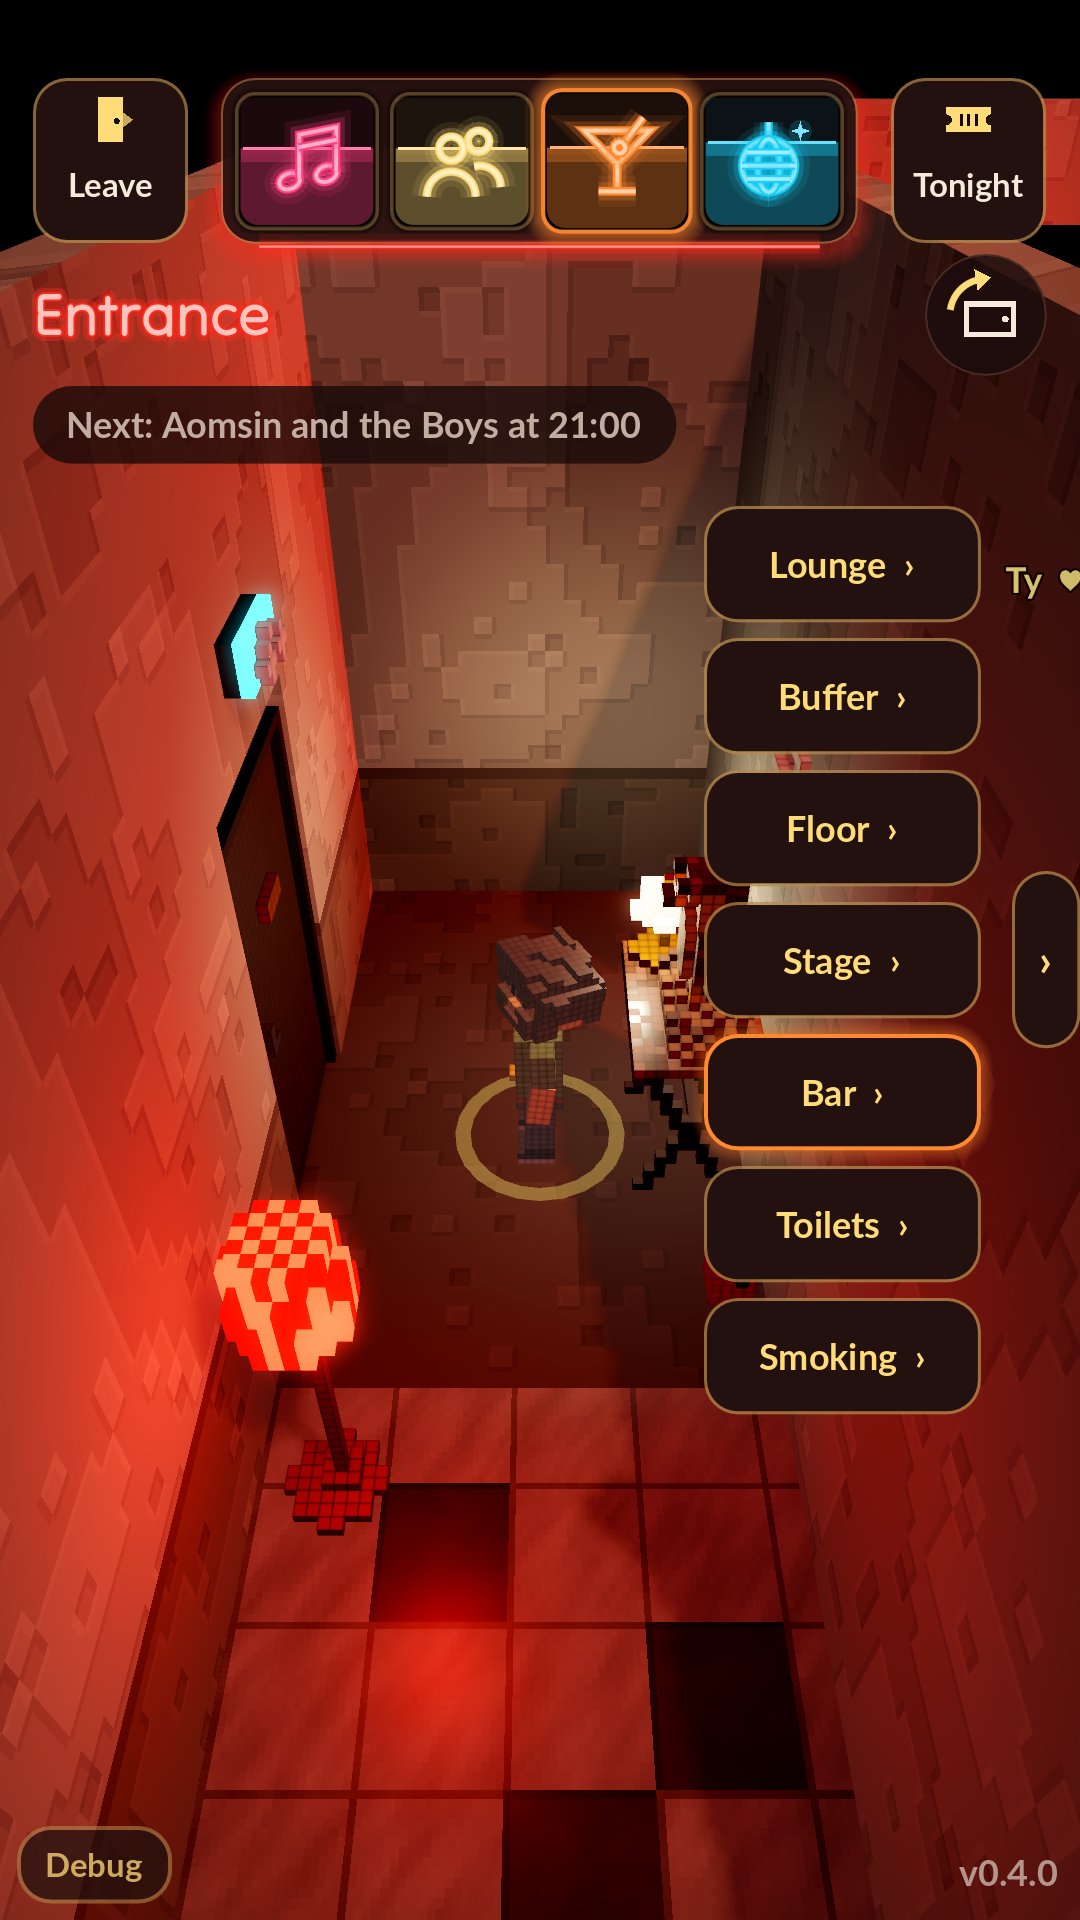 Leave
Tonight
Entrance
Next: Aomsin and the Boys at 21:00
Lounge ›
Ty ♥
Buffer ›
Floor ›
Stage ›
›
Bar ›
Toilets ›
Smoking ›
Debug
v0.4.0